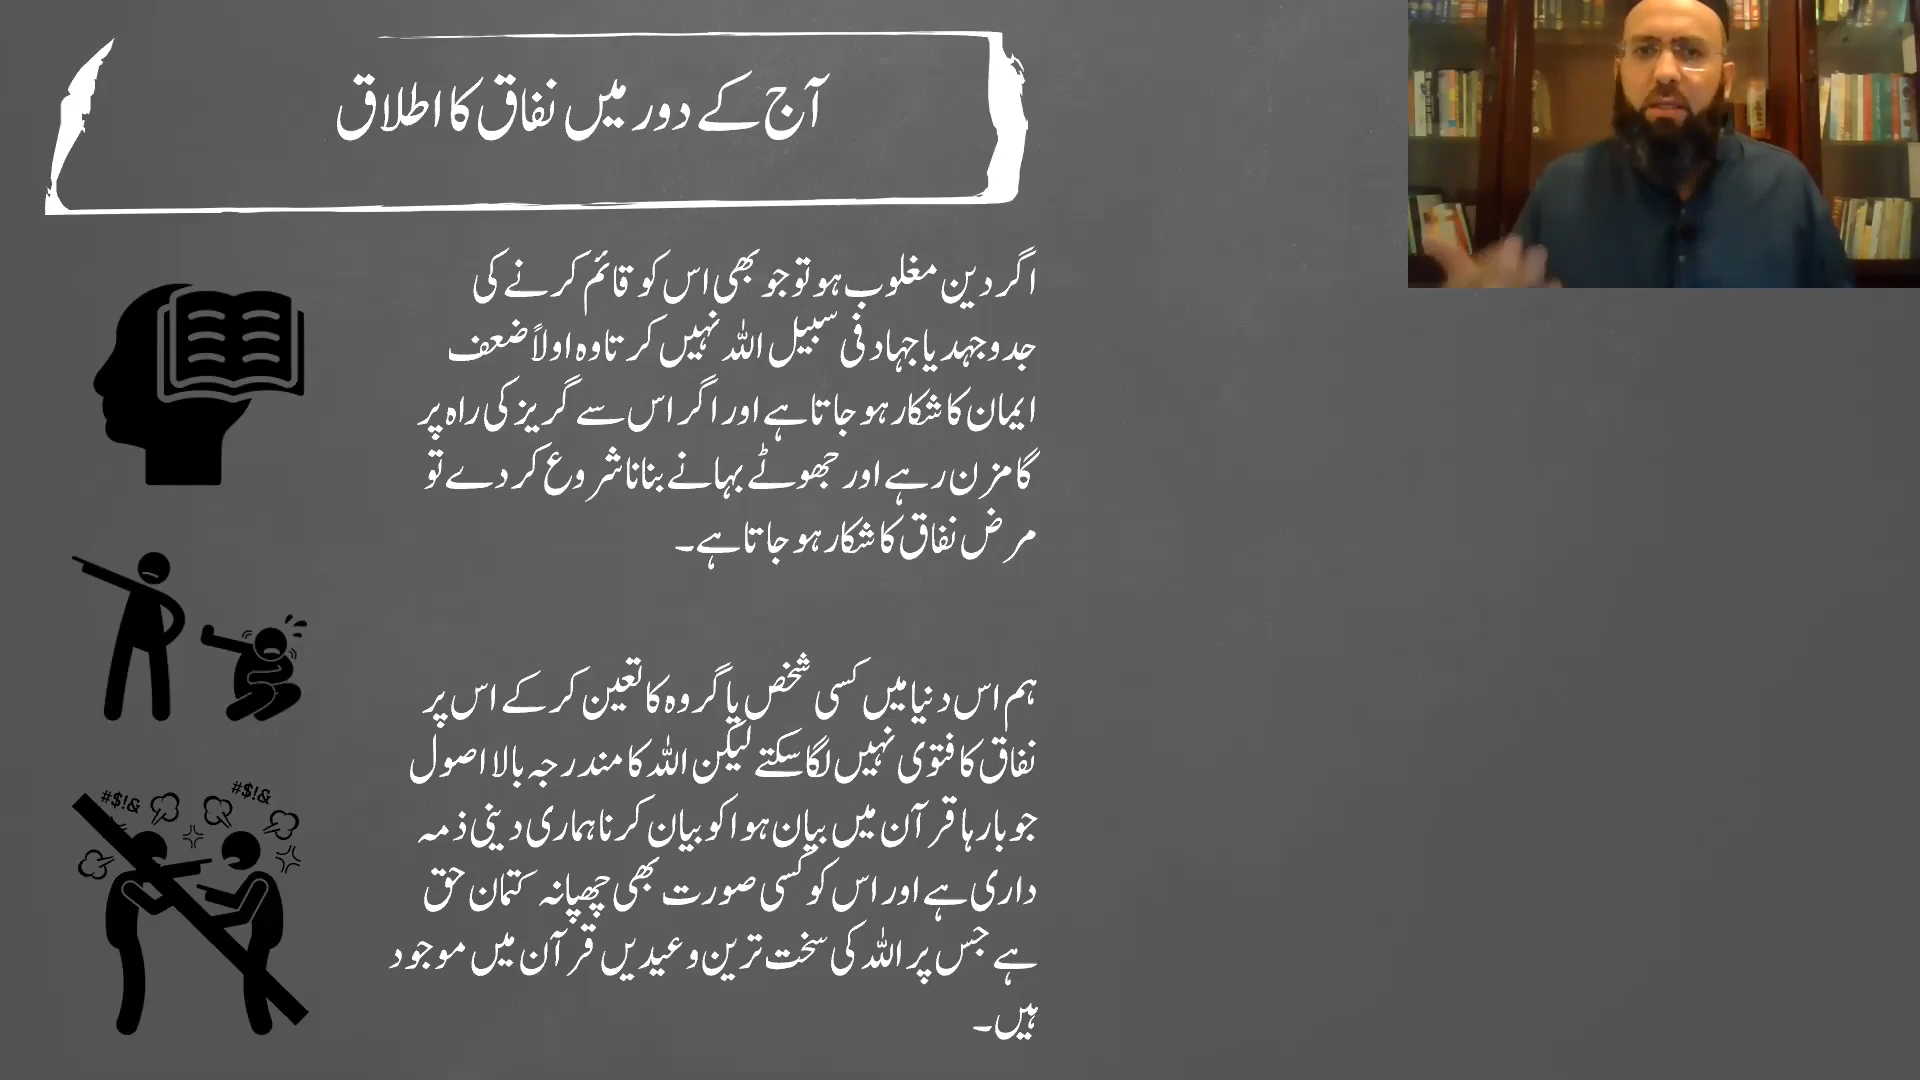 آج کے دور میں نفاق کا اطلاق
اگر دین مغلوب ہو تو جو بھی اس کو قائم کرنے کی
جدوجہد یا جہاد فی سبیل اللہ نہیں کرتا وہ اولاً ضعف
ایمان کا شکار ہو جاتا ہے اور اگر اس سے گریز کی راہ پر
گامزن رہے اور جھوٹے بہانے بنانا شروع کر دے تو
مرض نفاق کا شکار ہو جاتا ہے۔
ہم اس دنیا میں کسی شخص یا گروہ کا تعین کر کے اس پر
نفاق کا فتوی نہیں لگا سکتے لیکن اللہ کا مندرجہ بالا اصول
جو بارہا قرآن میں بیان ہوا کو بیان کرنا ہماری دینی ذمہ
داری ہے اور اس کو کسی صورت بھی چھپانہ کتمان حق
ہے جس پر اللہ کی سخت ترین وعیدیں قرآن میں موجود
ہیں۔
#$!&
#$!&